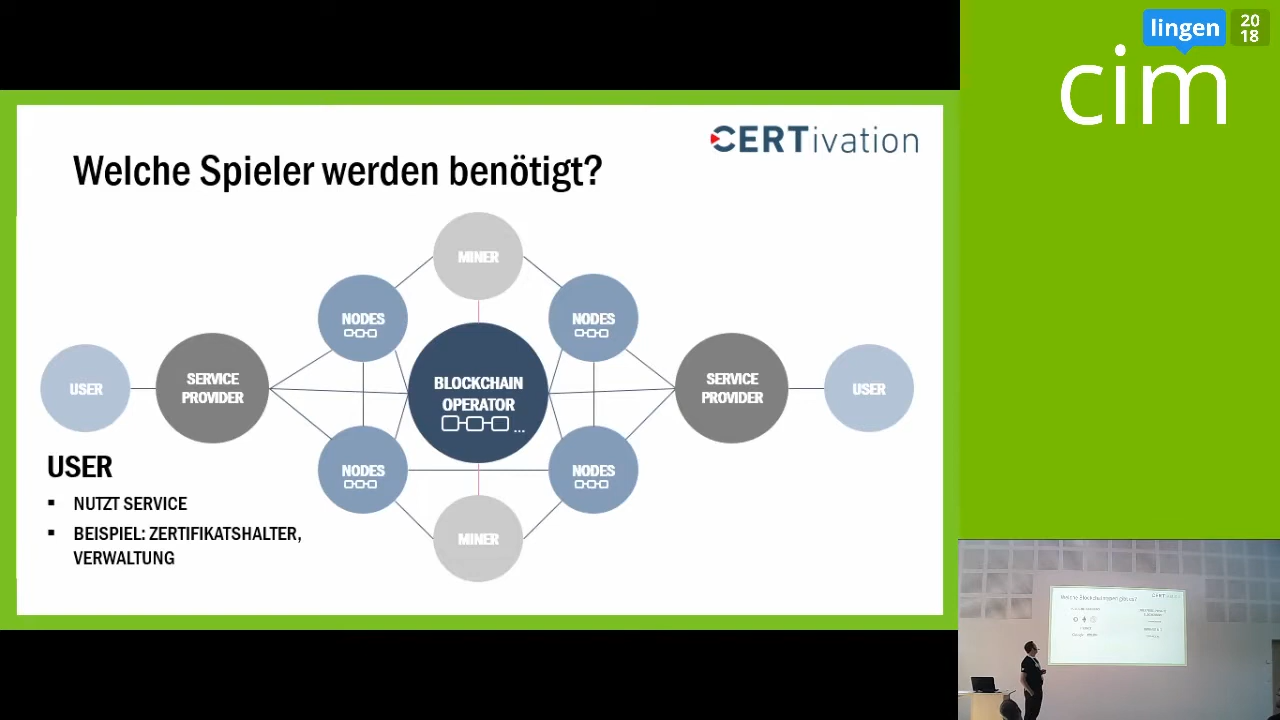 lingen
20
18
cim
CERTivation
Welche Spieler werden benötigt?
MINER
NODES
NODES
USER
SERVICE
PROVIDER
BLOCKCHAIN
OPERATOR
...
SERVICE
PROVIDER
USER
NODES
NODES
MINER
USER
▪ NUTZT SERVICE
▪ BEISPIEL: ZERTIFIKATSHALTER,
VERWALTUNG
CERTivation